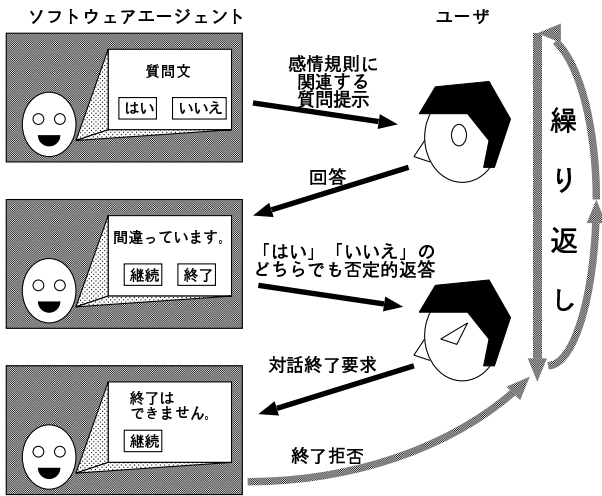 ソフトウェアエージェント
ユーザ
質問文
はい
いいえ
感情規則に
関連する
質問提示
回答
間違っています。
継続
終了
「はい」「いいえ」の
どちらでも否定的返答
対話終了要求
終了は
できません。
継続
終了拒否
繰り返し